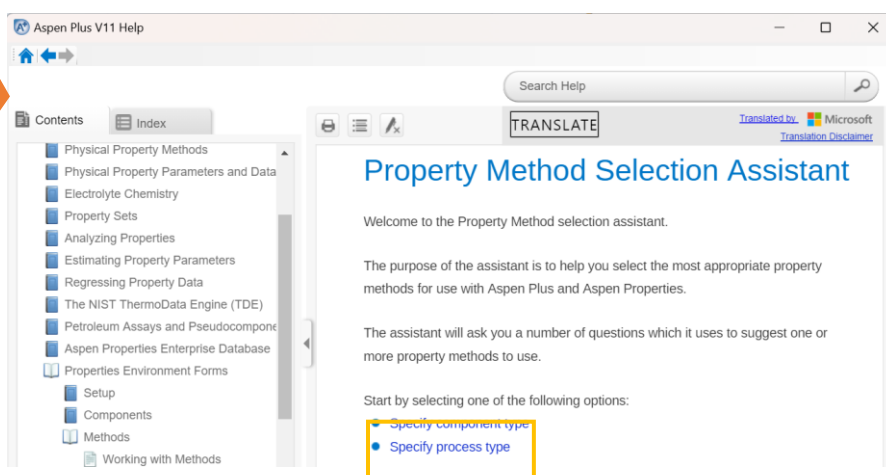 Aspen Plus V11 Help
Search Help
Contents
Index
TRANSLATE
Translated by Microsoft
Translation Disclaimer
Physical Property Methods
Physical Property Parameters and Data
Electrolyte Chemistry
Property Sets
Analyzing Properties
Estimating Property Parameters
Regressing Property Data
The NIST ThermoData Engine (TDE)
Petroleum Assays and Pseudocompone
Aspen Properties Enterprise Database
Properties Environment Forms
Setup
Components
Methods
Working with Methods
Property Method Selection Assistant
Welcome to the Property Method selection assistant.
The purpose of the assistant is to help you select the most appropriate property
methods for use with Aspen Plus and Aspen Properties.
The assistant will ask you a number of questions which it uses to suggest one or
more property methods to use.
Start by selecting one of the following options:
Specify component type
Specify process type